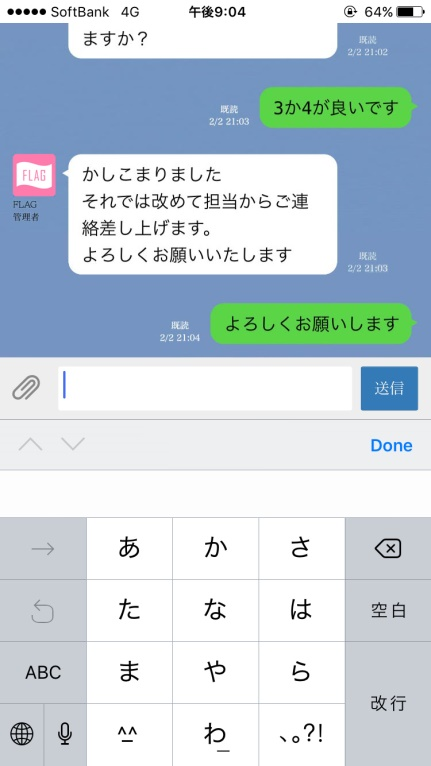 SoftBank 4G 午後9:04 64%
ますか？
既読
2/2 21:02
3か4が良いです
既読
2/2 21:03
FLAG
FLAG
管理者
かしこまりました
それでは改めて担当からご連
絡差し上げます。
よろしくお願いいたします
既読
2/2 21:03
よろしくお願いします
既読
2/2 21:04
送信
Done
→ あ か さ
た な は 空白
ABC ま や ら
改行
^^ わ_ 、。?!